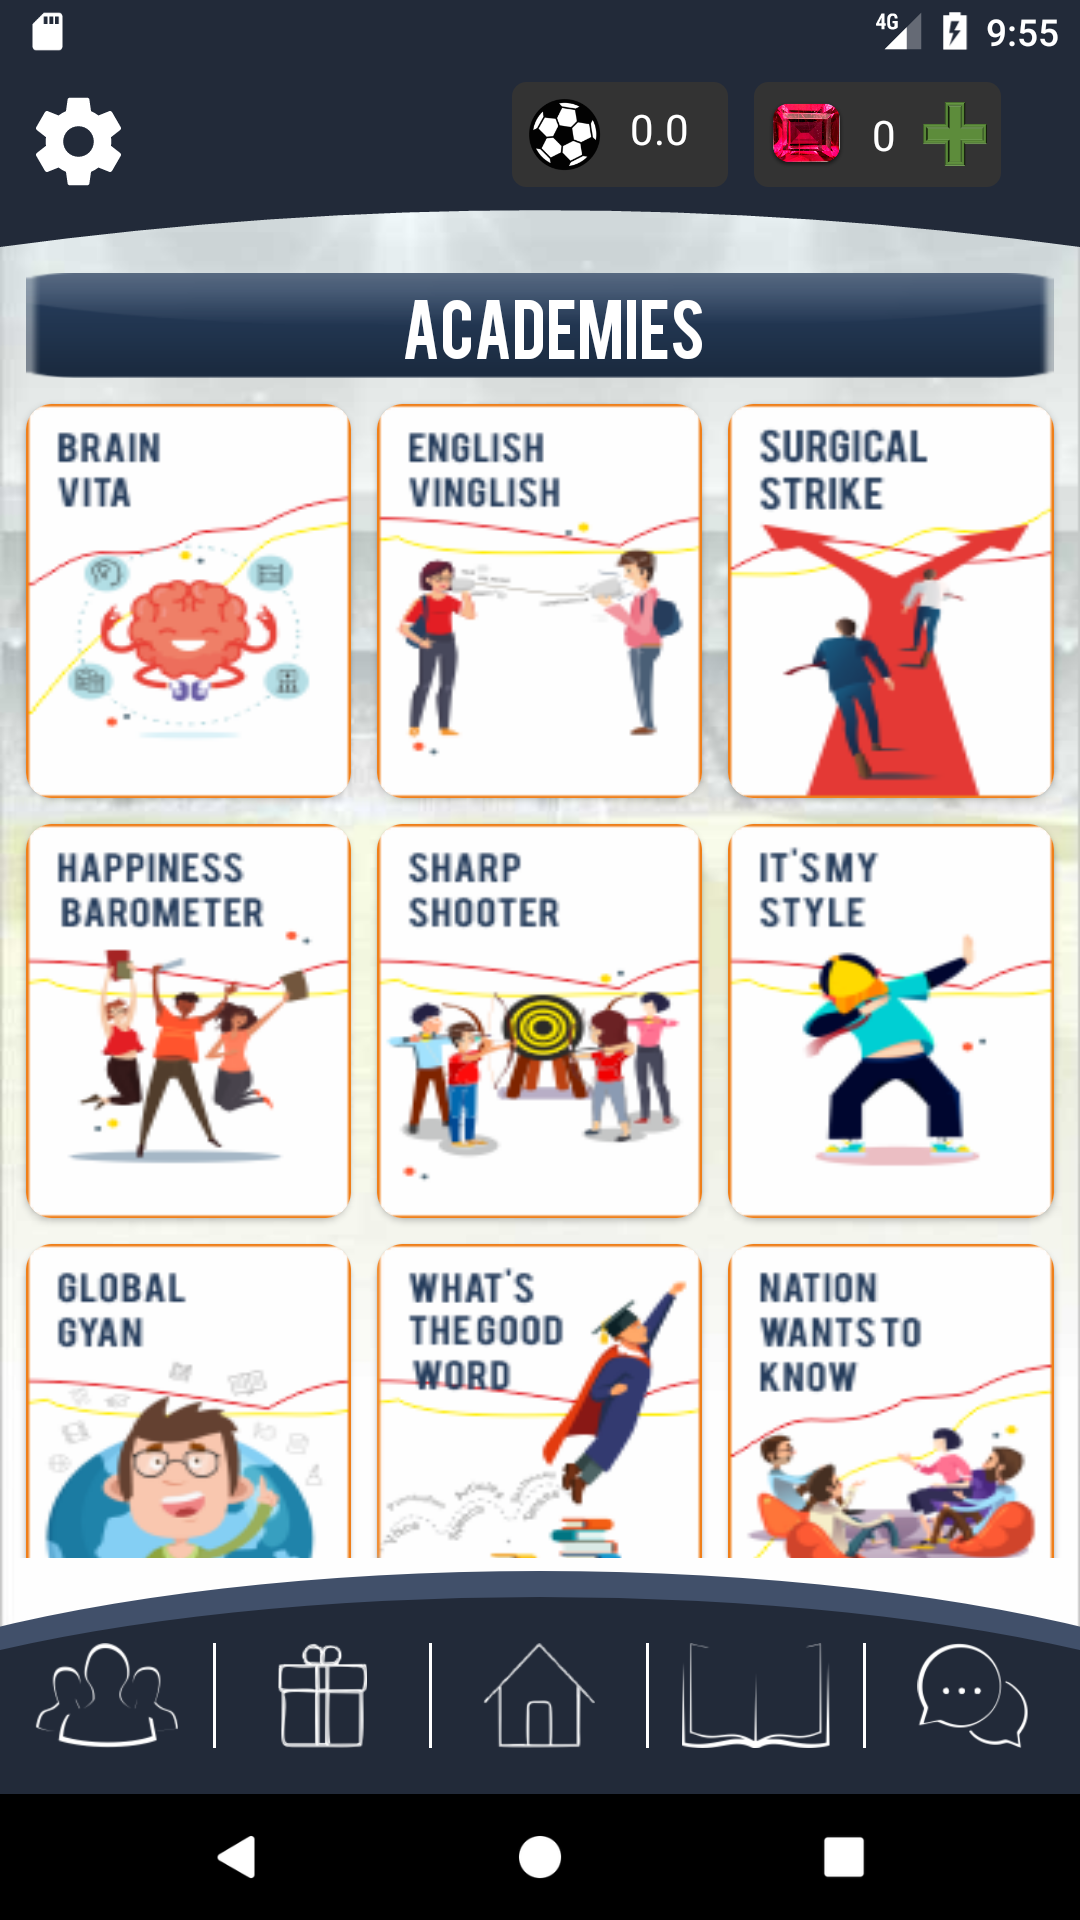 4G 9:55
0.0 0
ACADEMIES
BRAIN
VITA
ENGLISH
VINGLISH
SURGICAL
STRIKE
HAPPINESS
BAROMETER
SHARP
SHOOTER
IT'S MY
STYLE
GLOBAL
GYAN
WHAT'S
THE GOOD
WORD
NATION
WANTS TO
KNOW